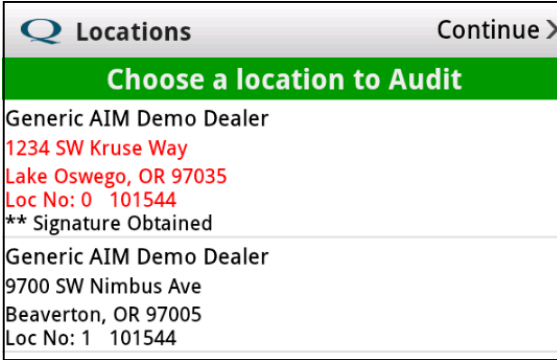 Locations
Continue
Choose a location to Audit
Generic AIM Demo Dealer
1234 SW Kruse Way
Lake Oswego, OR 97035
Loc No: 0 101544
** Signature Obtained
Generic AIM Demo Dealer
9700 SW Nimbus Ave
Beaverton, OR 97005
Loc No: 1 101544